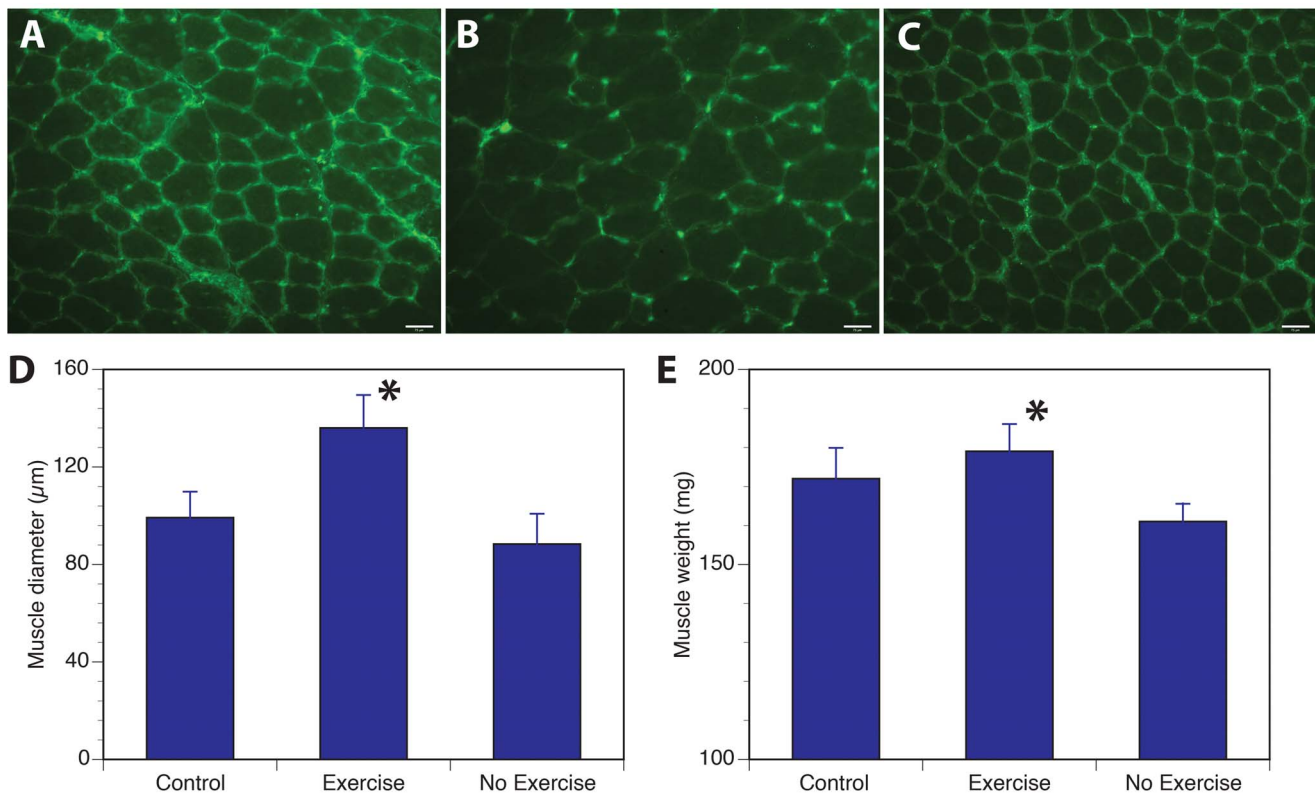 A
B
C
D
160
120
80
40
0
Muscle diameter (µm)
*
Control
Exercise
No Exercise
E
200
150
100
Muscle weight (mg)
*
Control
Exercise
No Exercise